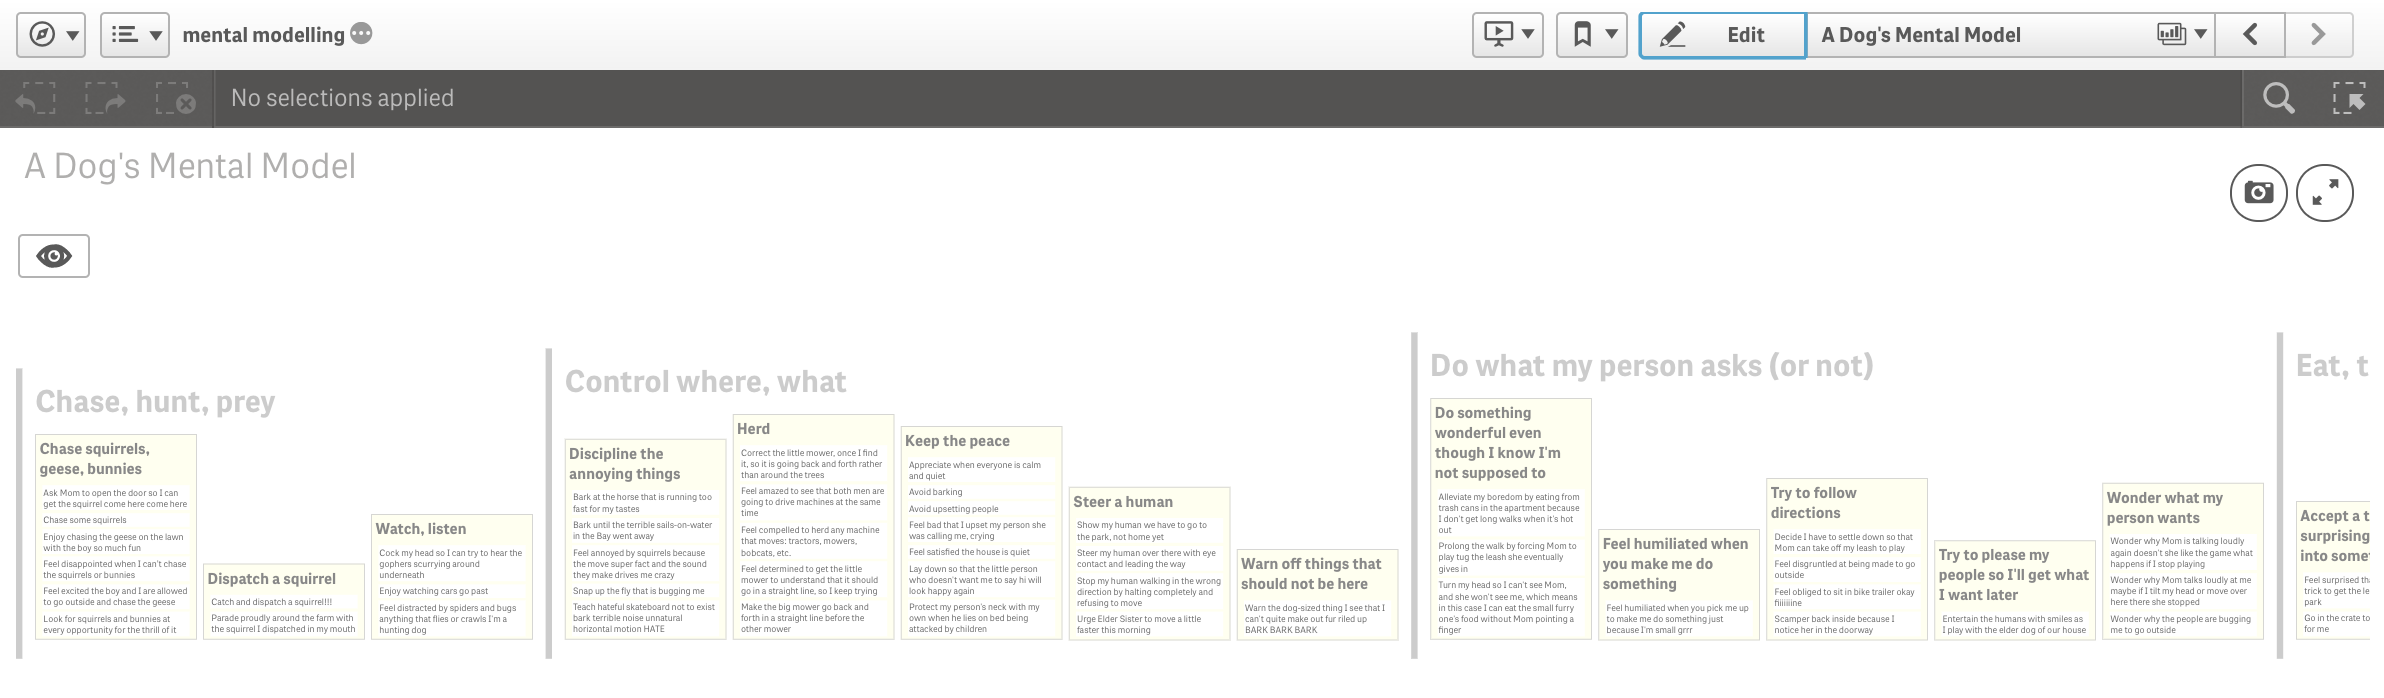 mental modelling
Edit
A Dog's Mental Model
No selections applied
A Dog's Mental Model
Chase, hunt, prey
Chase squirrels,
geese, bunnies
Ask Mom to open the door so I can
get the squirrel come here come here
Chase some squirrels
Enjoy chasing the geese on the lawn
with the boy so much fun
Feel disappointed when I can't chase
the squirrels or bunnies
Feel excited the boy and I are allowed
to go outside and chase the geese
Look for squirrels and bunnies at
every opportunity for the thrill of it
Dispatch a squirrel
Catch and dispatch a squirrel!!!
Parade proudly around the farm with
the squirrel I dispatched in my mouth
Watch, listen
Cock my head so I can try to hear the
gophers scurrying around
underneath
Enjoy watching cars go past
Feel distracted by spiders and bugs
anything that flies or crawls I'm a
hunting dog
Control where, what
Discipline the
annoying things
Bark at the horse that is running too
fast for my tastes
Bark until the terrible sails-on-water
in the Bay went away
Feel annoyed by squirrels because
the move super fact and the sound
they make drives me crazy
Snap up the fly that is bugging me
Teach hateful skateboard not to exist
bark terrible noise unnatural
horizontal motion HATE
Herd
Correct the little mower, once I find
it, so it is going back and forth rather
than around the trees
Feel amazed to see that both men are
going to drive machines at the same
time
Feel compelled to herd any machine
that moves: tractors, mowers,
bobcats, etc.
Feel determined to get the little
mower to understand that it should
go in a straight line, so I keep trying
Make the big mower go back and
forth in a straight line before the
other mower
Keep the peace
Appreciate when everyone is calm
and quiet
Avoid barking
Avoid upsetting people
Feel bad that I upset my person she
was calling me, crying
Feel satisfied the house is quiet
Lay down so that the little person
who doesn't want me to say hi will
look happy again
Protect my person's neck with my
own when he lies on bed being
attacked by children
Steer a human
Show my human we have to go to
the park, not home yet
Steer my human over there with eye
contact and leading the way
Stop my human walking in the wrong
direction by halting completely and
refusing to move
Urge Elder Sister to move a little
faster this morning
Warn off things that
should not be here
Warn the dog-sized thing I see that I
can't quite make out fur riled up
BARK BARK BARK
Do what my person asks (or not)
Do something
wonderful even
though I know I'm
not supposed to
Alleviate my boredom by eating from
trash cans in the apartment because
I don't get long walks when it's hot
out
Prolong the walk by forcing Mom to
play tug the leash she eventually
gives in
Turn my head so I can't see Mom,
and she won't see me, which means
in this case I can eat the small furry
one's food without Mom pointing a
finger
Feel humiliated when
you make me do
something
Feel humiliated when you pick me up
to make me do something just
because I'm small grrr
Try to follow
directions
Decide I have to settle down so that
Mom can take off my leash to play
Feel disgruntled at being made to go
outside
Feel obliged to sit in bike trailer okay
fiiiiiiine
Scamper back inside because I
notice her in the doorway
Try to please my
people so I'll get what
I want later
Entertain the humans with smiles as
I play with the elder dog of our house
Wonder what my
person wants
Wonder why Mom is talking loudly
again doesn't she like the game what
happens if I stop playing
Wonder why Mom talks loudly at me
maybe if I tilt my head or move over
here there she stopped
Wonder why the people are bugging
me to go outside
Eat, t
Accept a t
surprising
into some
Feel surprised th
trick to get the le
park
Go in the crate to
for me